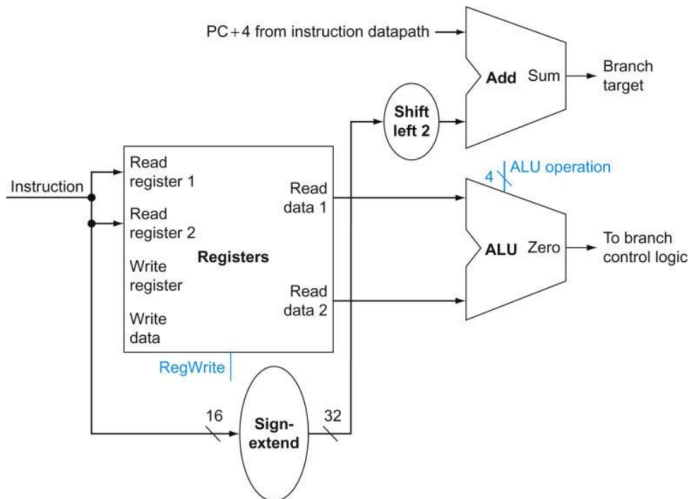 PC+4 from instruction datapath
Add Sum
Branch
target
Shift
left 2
4
ALU operation
Instruction
Read
register 1
Read
register 2
Write
register
Write
data
Registers
Read
data 1
Read
data 2
ALU Zero
To branch
control logic
RegWrite
16
Sign-
extend
32